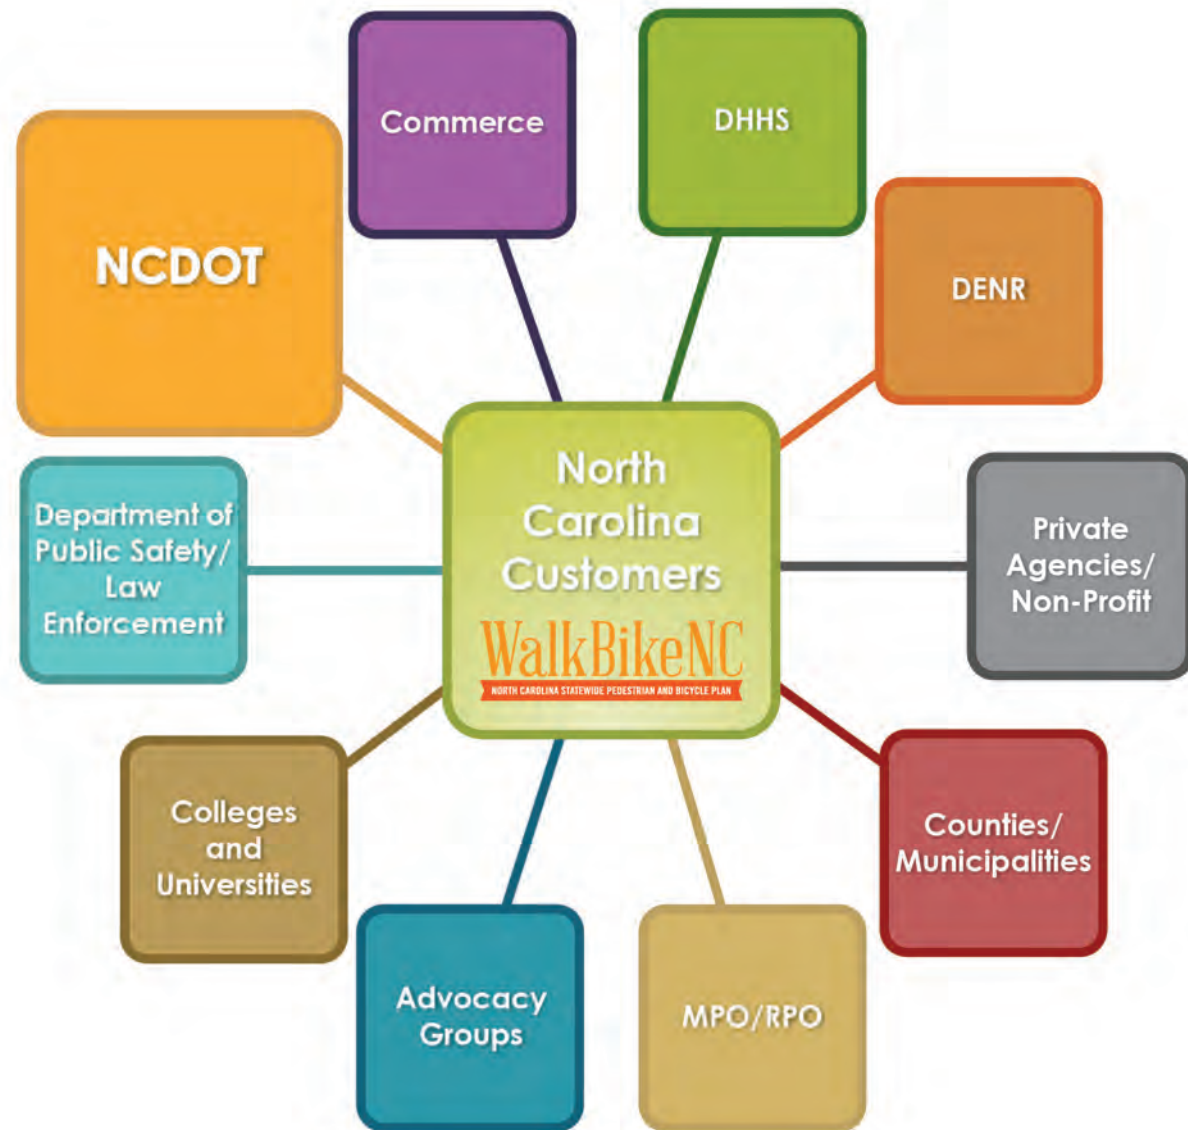 Commerce
DHHS
NCDOT
DENR
North
Carolina
Customers
WalkBikeNC
NORTH CAROLINA STATEWIDE PEDESTRIAN AND BICYCLE PLAN
Department of
Public Safety/
Law
Enforcement
Private
Agencies/
Non-Profit
Colleges
and
Universities
Counties/
Municipalities
Advocacy
Groups
MPO/RPO